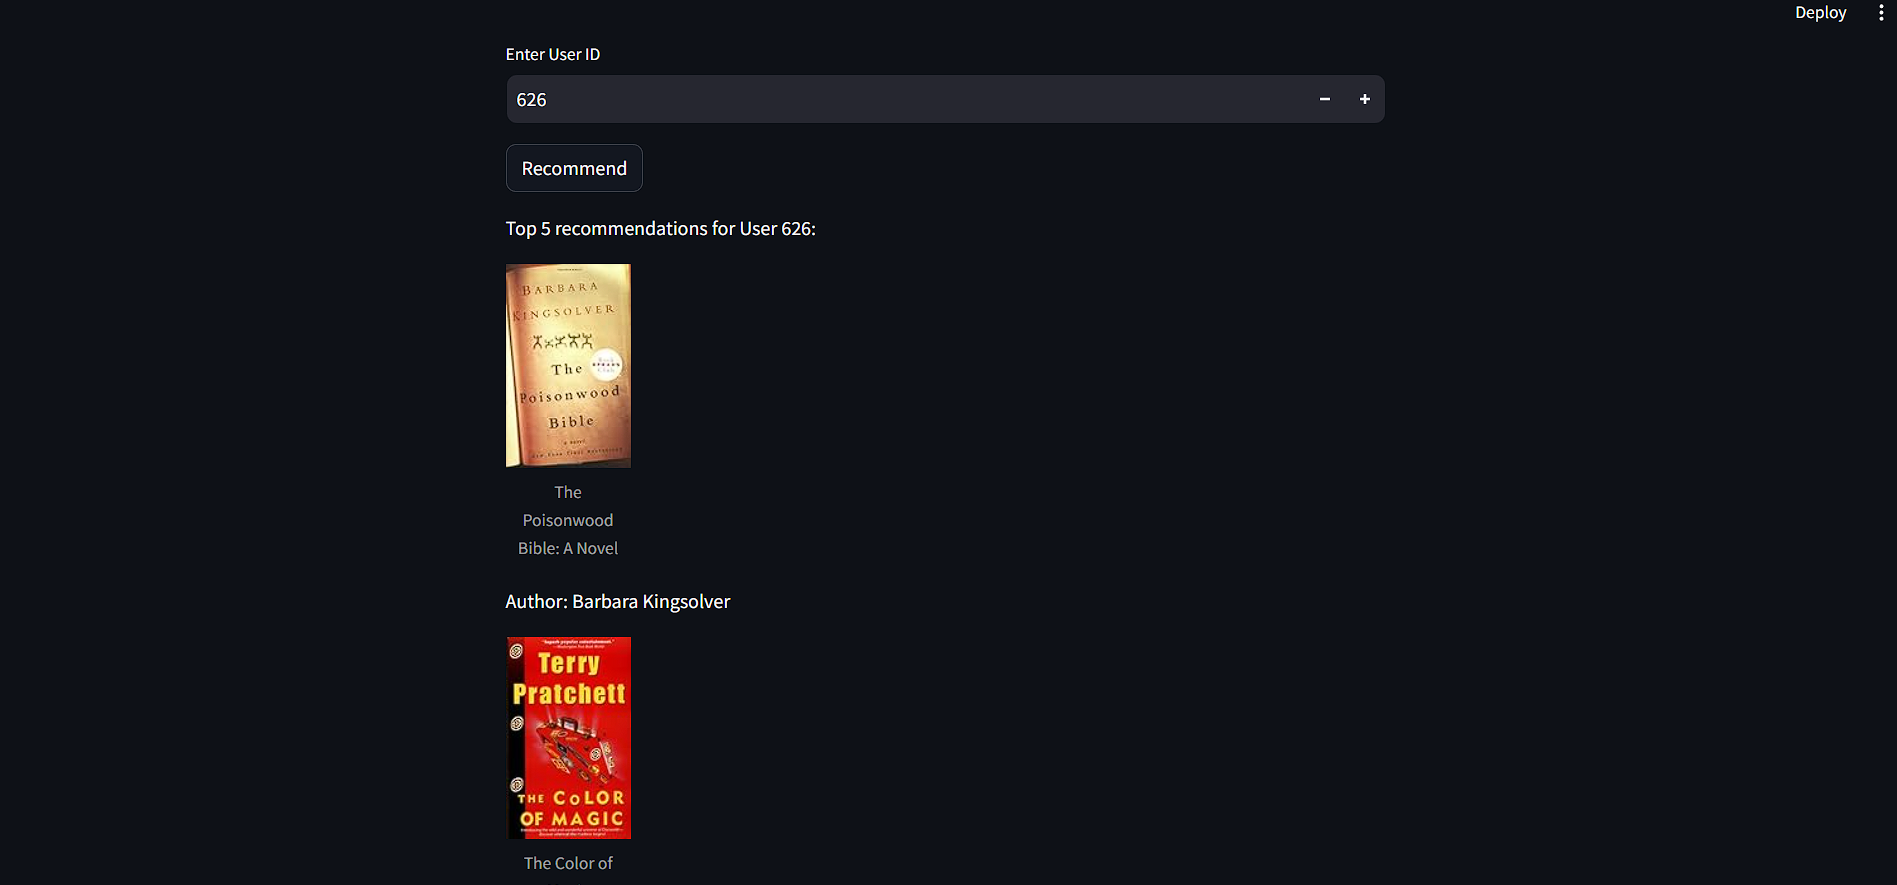 Deploy
Enter User ID
626
Recommend
Top 5 recommendations for User 626:
BARBARA
KINGSOLVER
The
Poisonwood
Bible
a novel
The
Poisonwood
Bible: A Novel
Author: Barbara Kingsolver
Terry
Pratchett
THE COLOR
OF MAGIC
The Color of